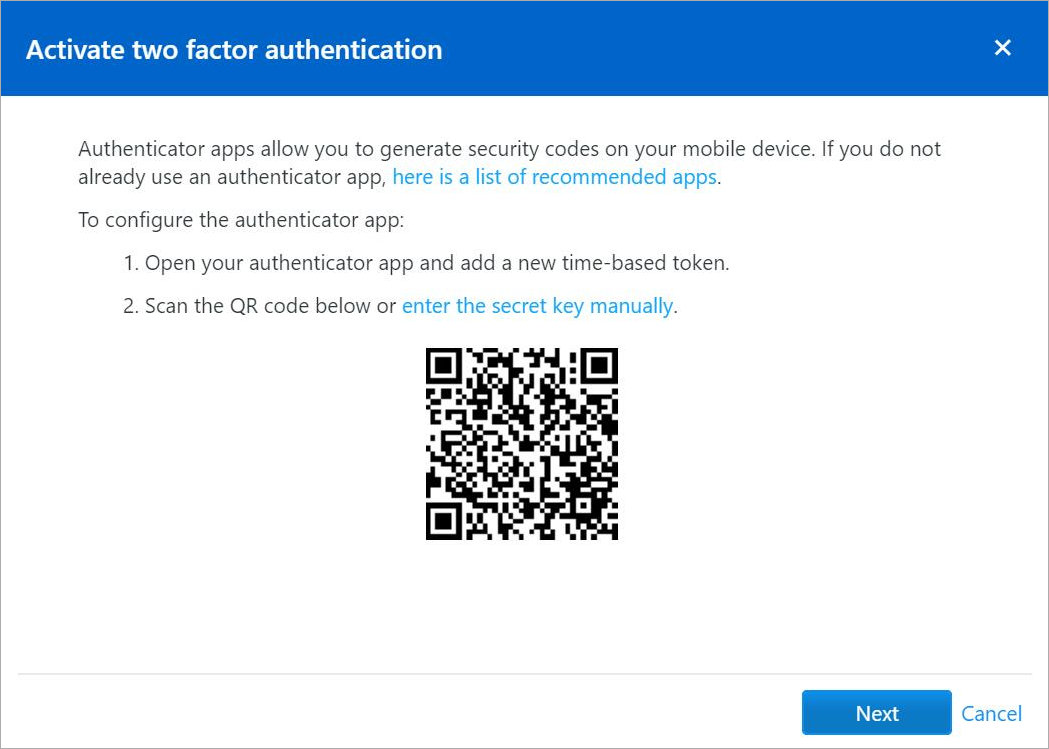 Activate two factor authentication
Authenticator apps allow you to generate security codes on your mobile device. If you do not
already use an authenticator app, here is a list of recommended apps.
To configure the authenticator app:
1. Open your authenticator app and add a new time-based token.
2. Scan the QR code below or enter the secret key manually.
Next Cancel